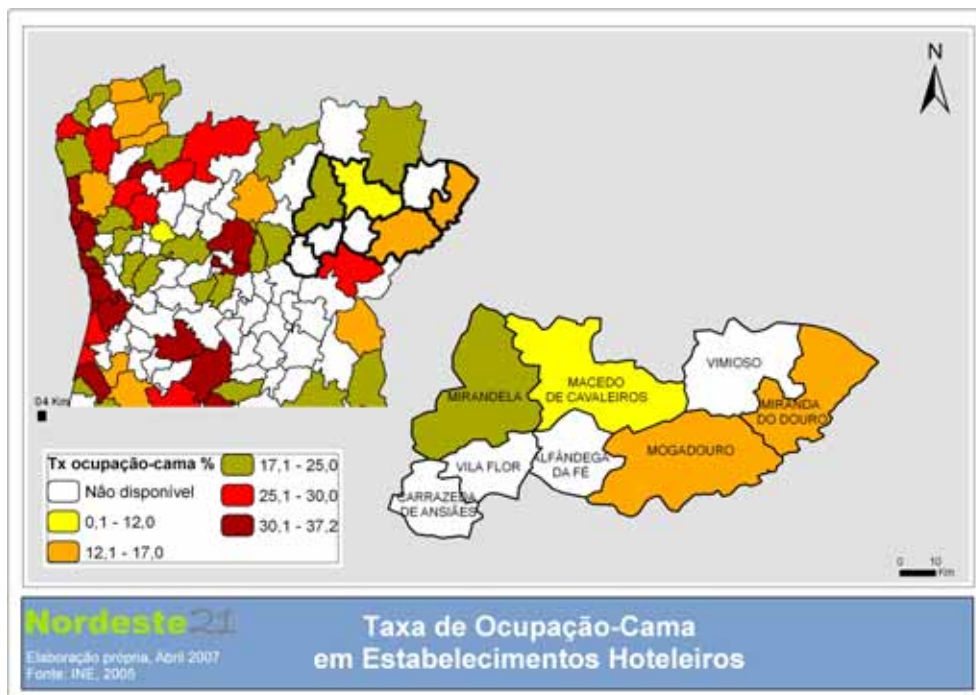 N
04 Km
Tx ocupação-cama %
Não disponível
0,1 - 12,0
12,1 - 17,0
17,1 - 25,0
25,1 - 30,0
30,1 - 37,2
MIRANDELA
MACEDO
DE CAVALEIROS
VIMIOSO
MIRANDA
DO DOURO
MOGADOURO
ALFÂNDEGA
DA FÉ
VILA FLOR
CARRAZEDA
DE ANSIÃES
0 10
Km
Nordeste21
Elaboração própria, Abril 2007
Fonte: INE, 2005
Taxa de Ocupação-Cama
em Estabelecimentos Hoteleiros